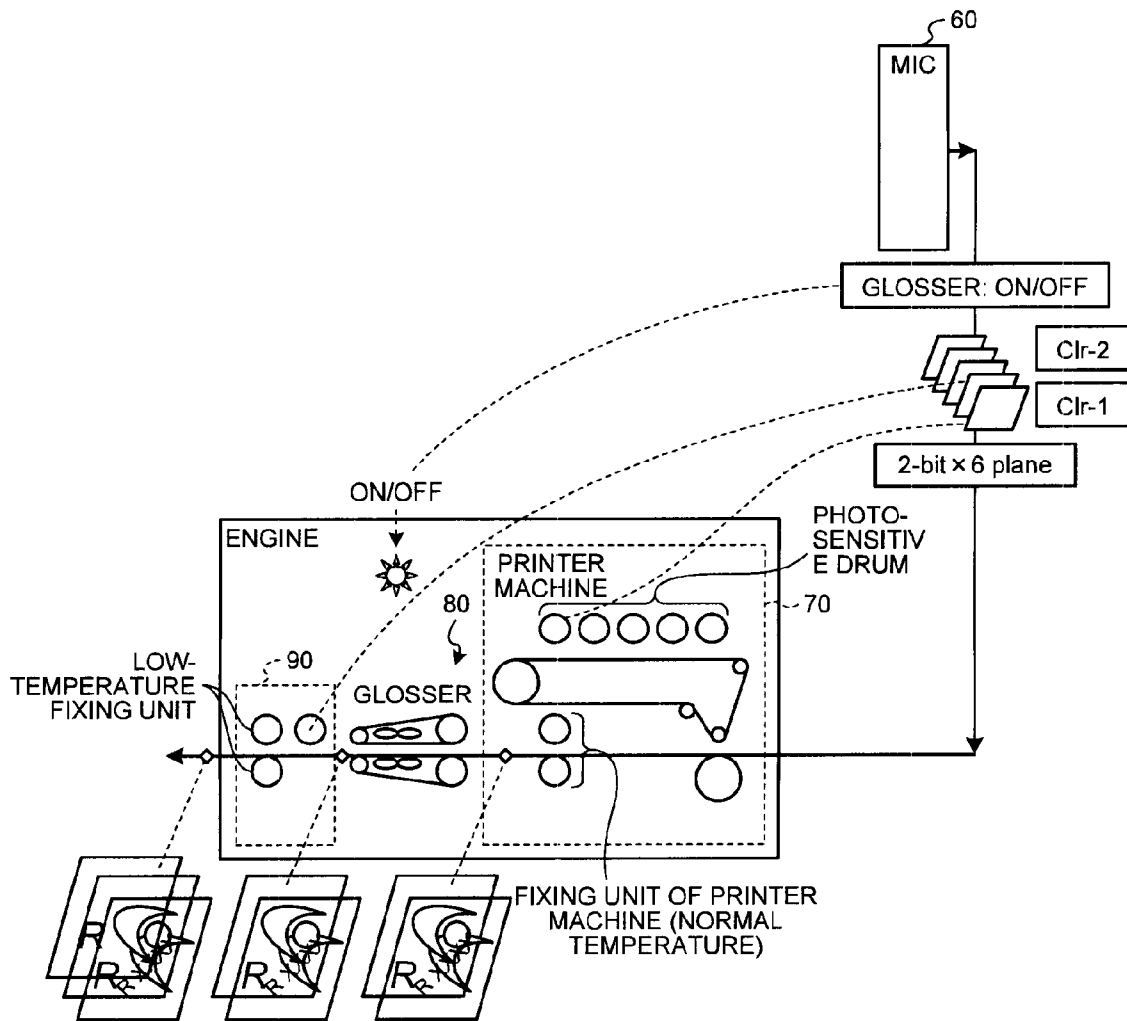 60
MIC
GLOSSER: ON/OFF
Clr-2
Clr-1
2-bit × 6 plane
ON/OFF
PHOTO-
SENSITIV
E DRUM
ENGINE
PRINTER
MACHINE
70
80
90
LOW-
TEMPERATURE
FIXING UNIT
GLOSSER
FIXING UNIT OF PRINTER
MACHINE (NORMAL
TEMPERATURE)
R
R
R
R
R
R
R